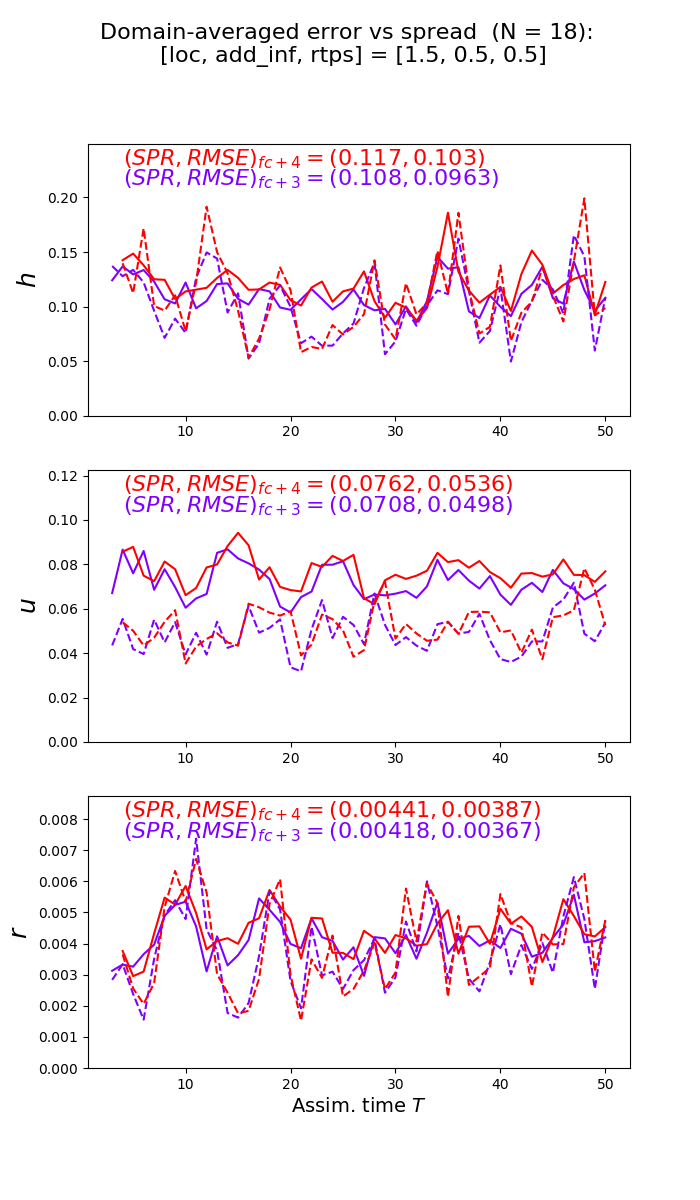 Domain-averaged error vs spread (N = 18):
[loc, add_inf, rtps] = [1.5, 0.5, 0.5]
(SPR, RMSE)fc+4 = (0.117, 0.103)
(SPR, RMSE)fc+3 = (0.108, 0.0963)
0.20
0.15
h
0.10
0.05
0.00
10 20 30 40 50
0.12
(SPR, RMSE)fc+4 = (0.0762, 0.0536)
(SPR, RMSE)fc+3 = (0.0708, 0.0498)
0.10
0.08
u
0.06
0.04
0.02
0.00
10 20 30 40 50
(SPR, RMSE)fc+4 = (0.00441, 0.00387)
0.008
(SPR, RMSE)fc+3 = (0.00418, 0.00367)
0.007
0.006
0.005
r
0.004
0.003
0.002
0.001
0.000
10 20 30 40 50
Assim. time T